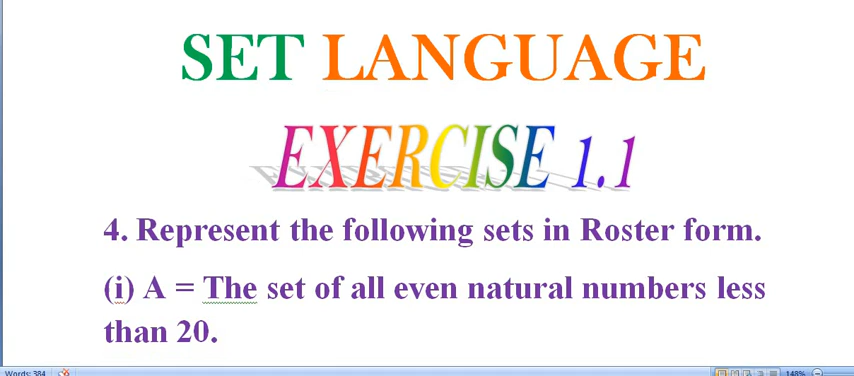 SET LANGUAGE
EXERCISE 1.1
4. Represent the following sets in Roster form.
(i) A = The set of all even natural numbers less
than 20.
Words: 384 148%